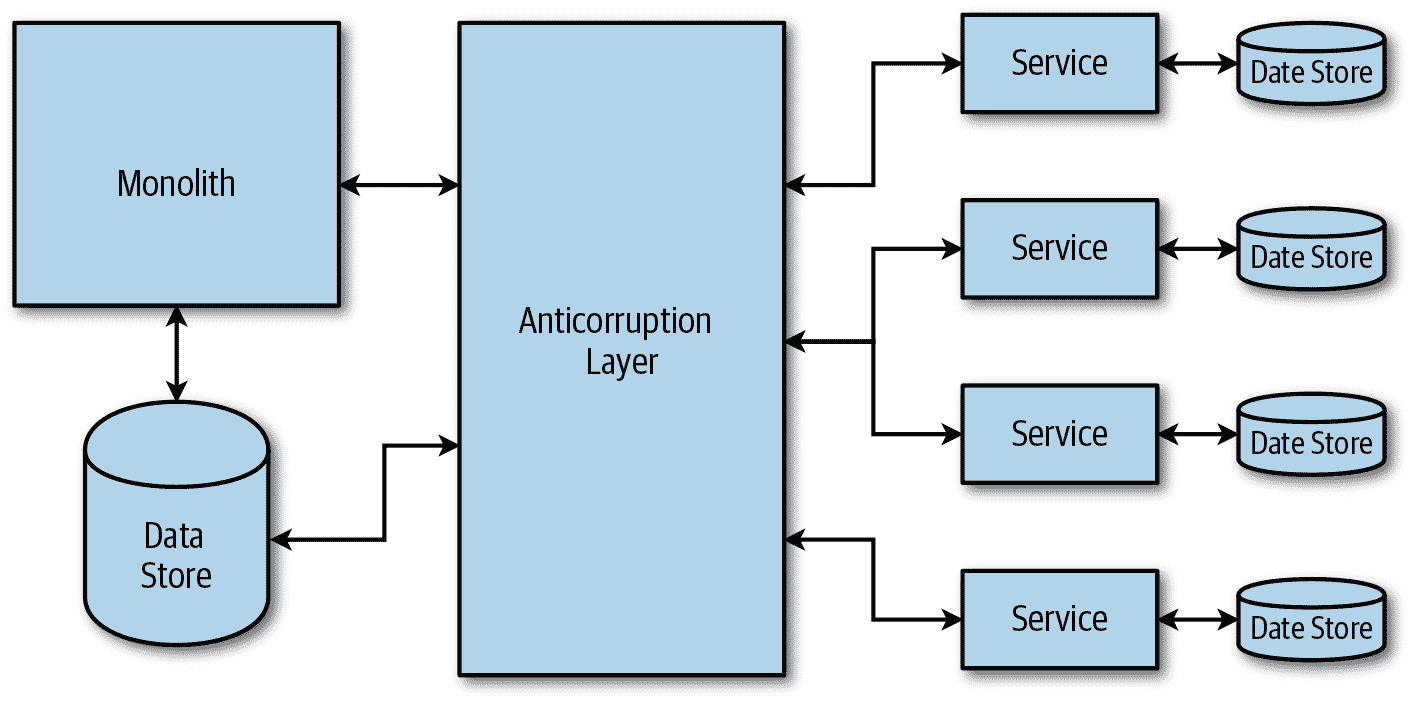 Monolith
Data
Store
Anticorruption
Layer
Service
Date Store
Service
Date Store
Service
Date Store
Service
Date Store